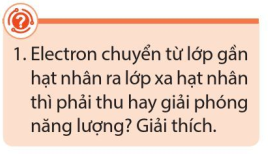 1. Electron chuyển từ lớp gần
hạt nhân ra lớp xa hạt nhân
thì phải thu hay giải phóng
năng lượng? Giải thích.